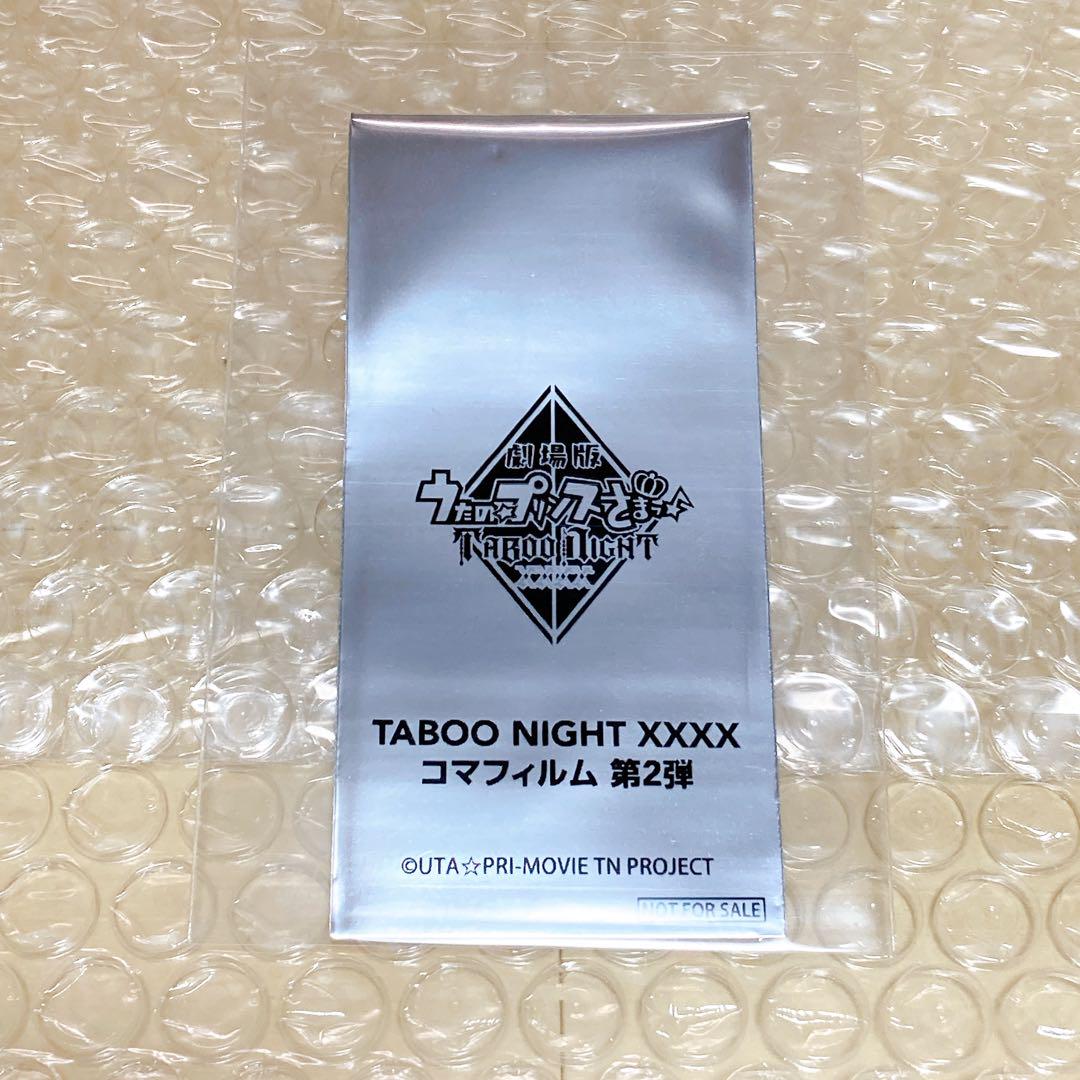 劇場版
うたの☆プリンスさまっ♪
TABOO NIGHT
XXXX
TABOO NIGHT XXXX
コマフィルム 第2弾
©UTA☆PRI-MOVIE TN PROJECT
NOT FOR SALE